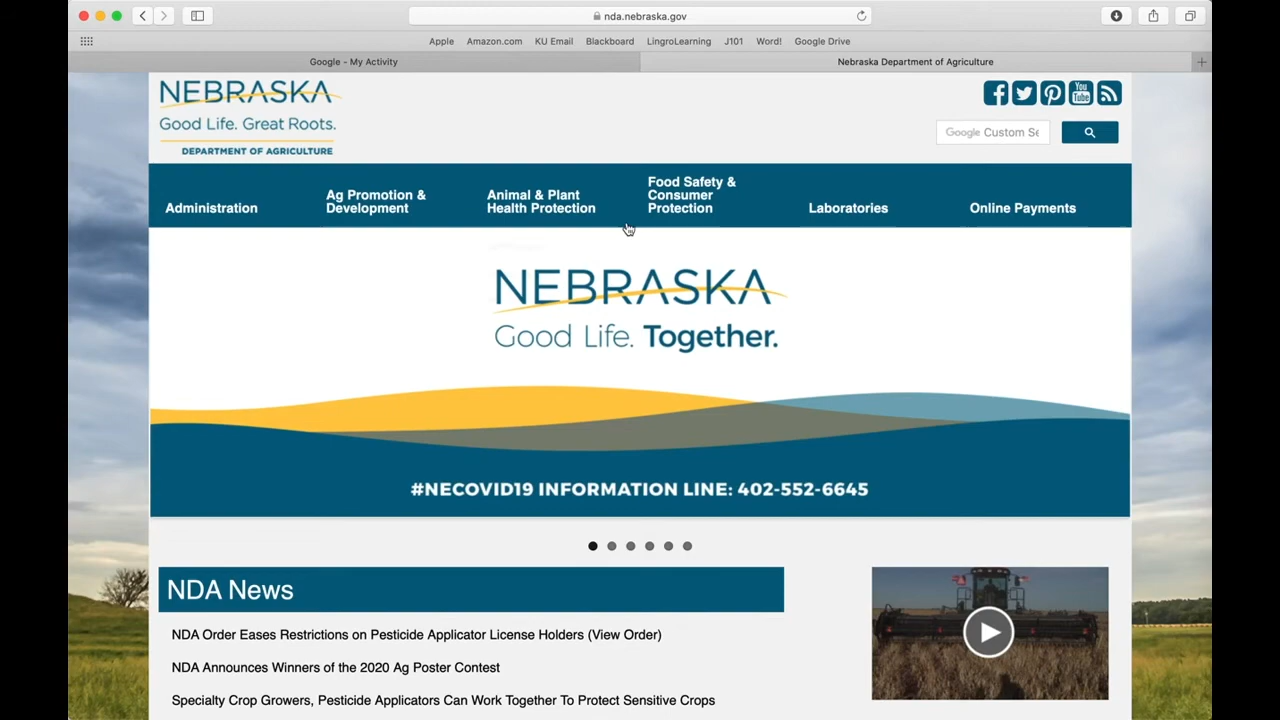 nda.nebraska.gov
Apple Amazon.com KU Email Blackboard LingroLearning J101 Word! Google Drive
Google - My Activity Nebraska Department of Agriculture
NEBRASKA
Good Life. Great Roots.
DEPARTMENT OF AGRICULTURE
You Tube
Google Custom Se
Administration
Ag Promotion &
Development
Animal & Plant
Health Protection
Food Safety &
Consumer
Protection
Laboratories
Online Payments
NEBRASKA
Good Life. Together.
#NECOVID19 INFORMATION LINE: 402-552-6645
NDA News
NDA Order Eases Restrictions on Pesticide Applicator License Holders (View Order)
NDA Announces Winners of the 2020 Ag Poster Contest
Specialty Crop Growers, Pesticide Applicators Can Work Together To Protect Sensitive Crops